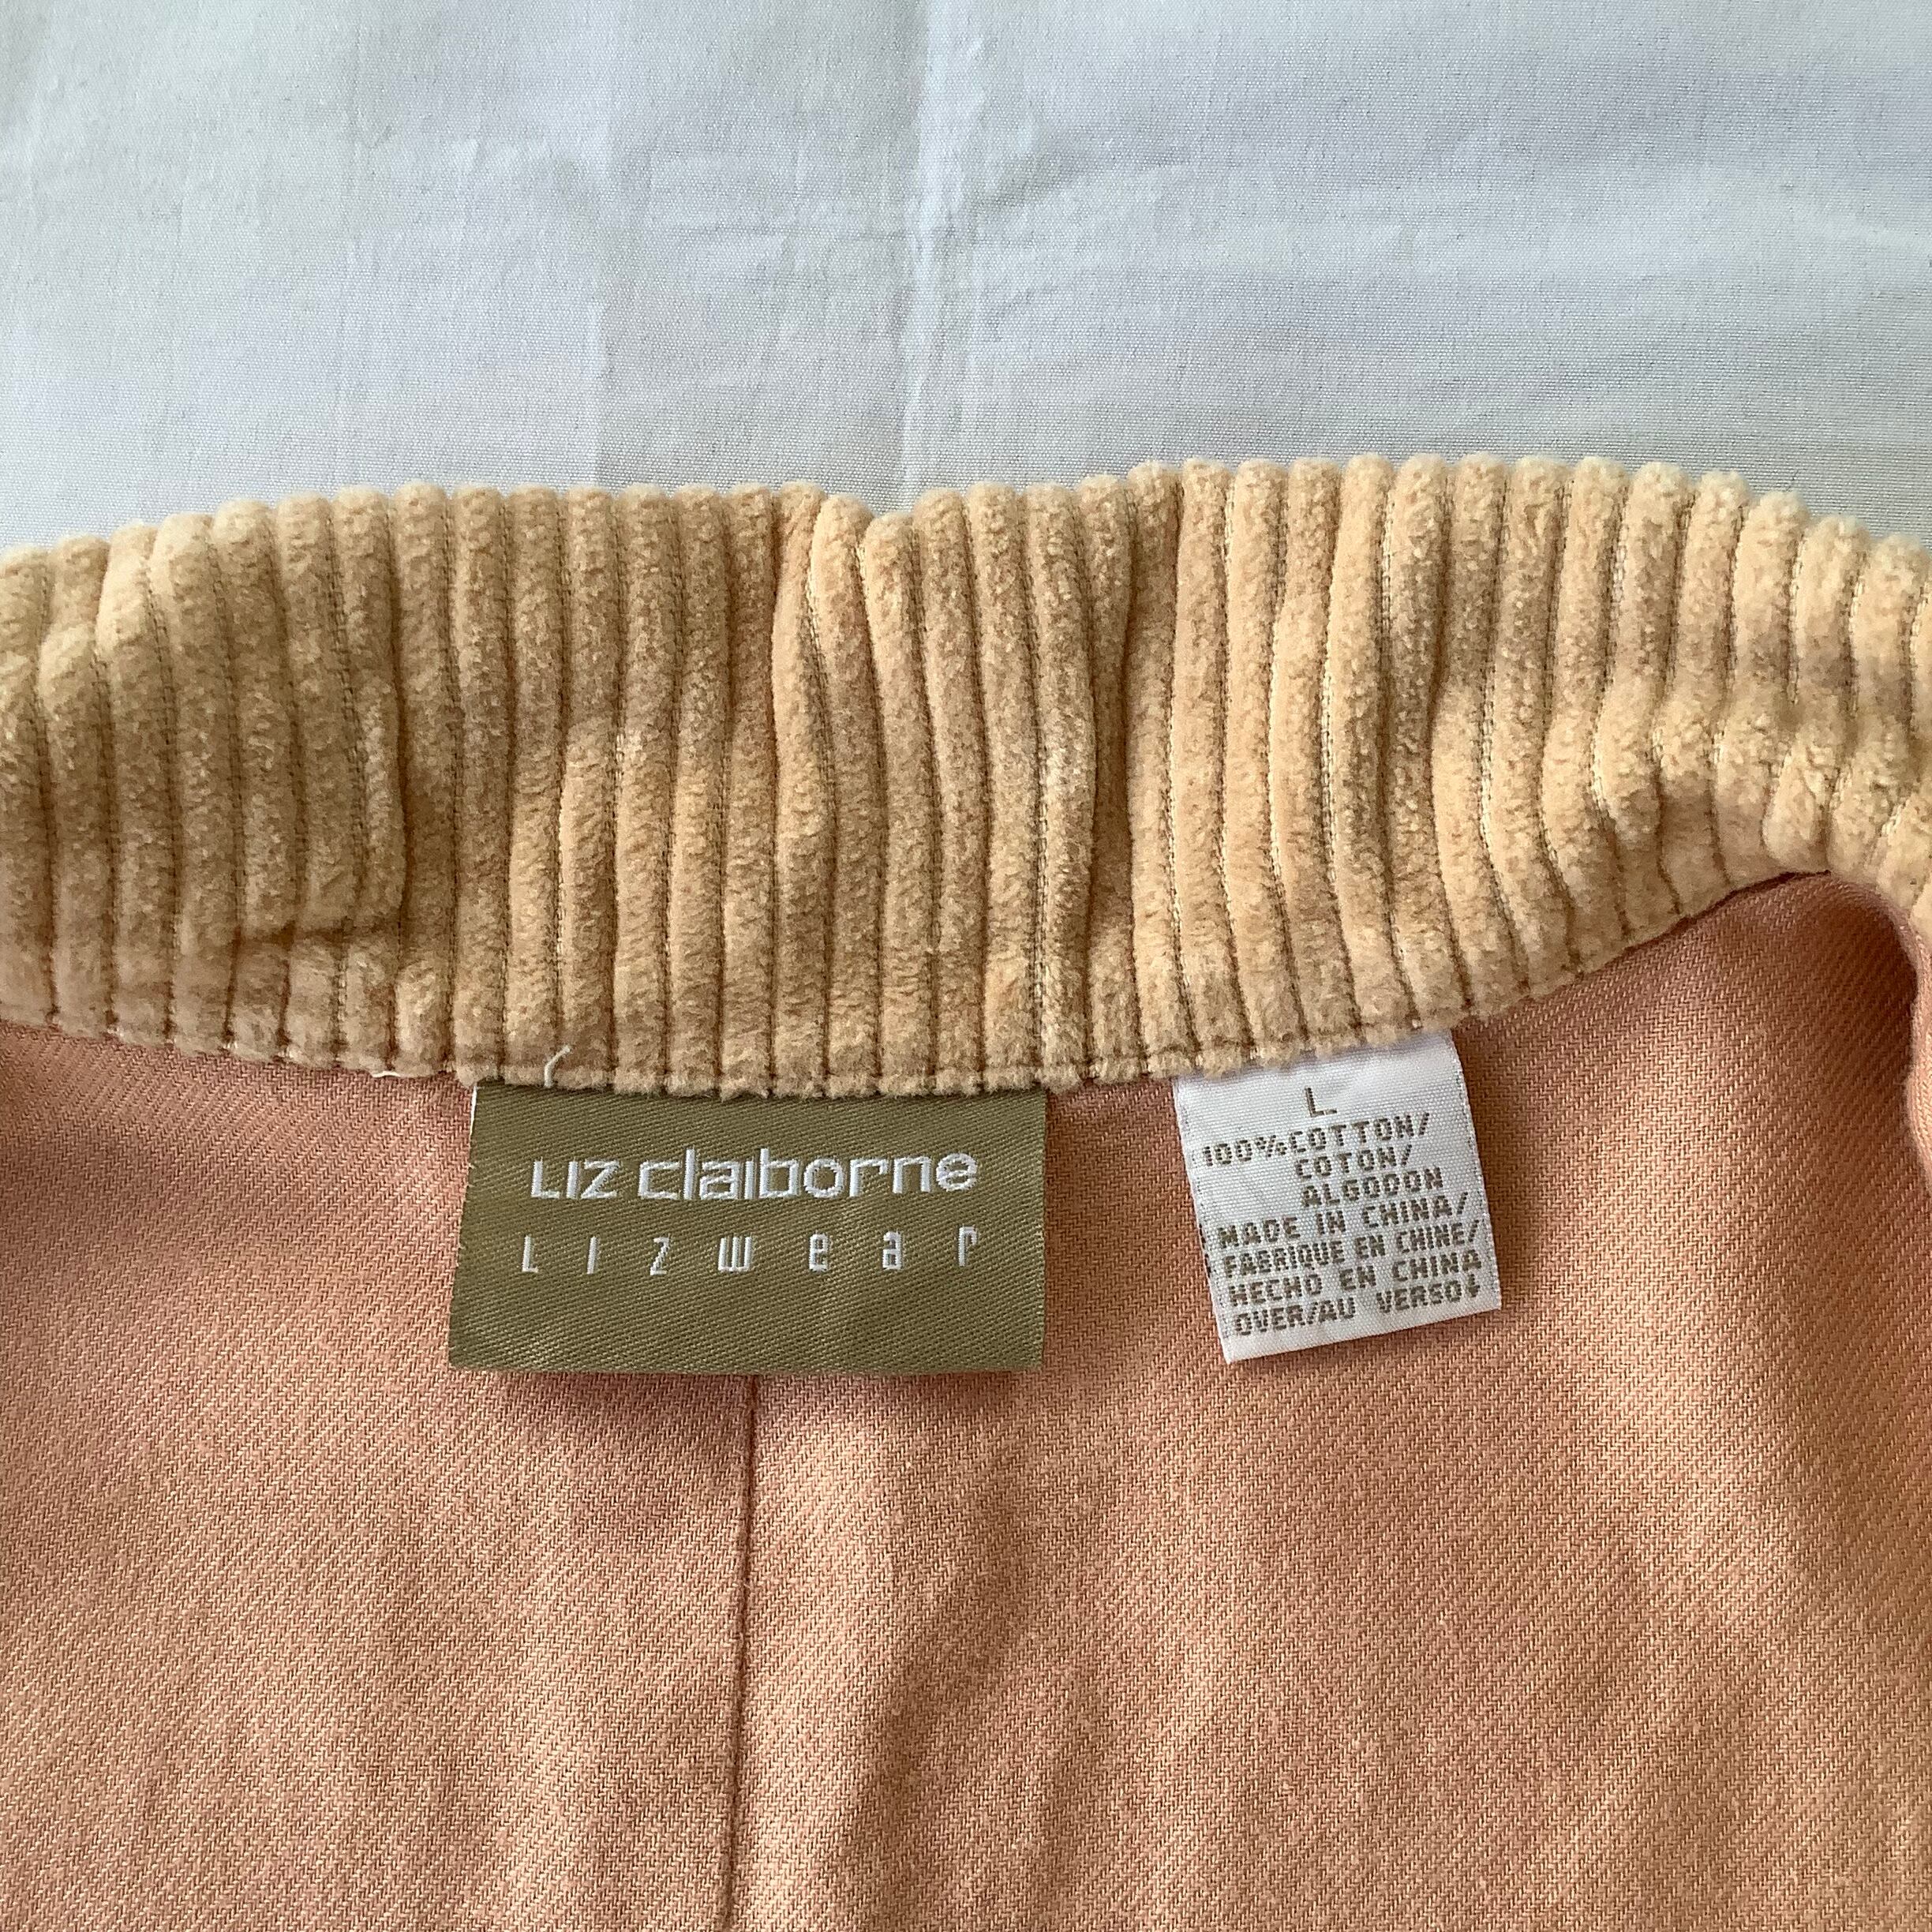 LIZ claiborne
LIZwear
L
100%COTTON/
COTON/
ALGODON
MADE IN CHINA/
FABRIQUE EN CHINE/
HECHO EN CHINA
OVER/AU VERSO↓